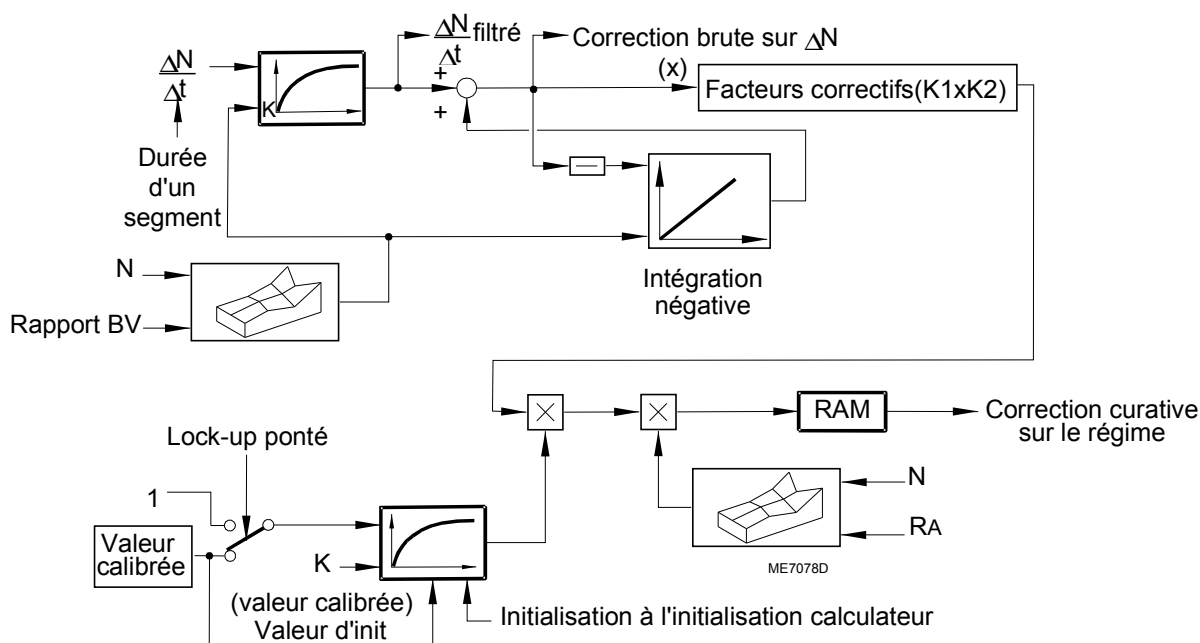 ΔN
Δt
K
Durée
d'un
segment
N
Rapport BV
ΔN filtré
Δt
+
+
Correction brute sur ΔN
(x)
Facteurs correctifs(K1xK2)
—
Intégration
négative
Lock-up ponté
1
Valeur
calibrée
K
(valeur calibrée)
Valeur d'init
Initialisation à l'initialisation calculateur
×
×
RAM
Correction curative
sur le régime
N
RA
ME7078D